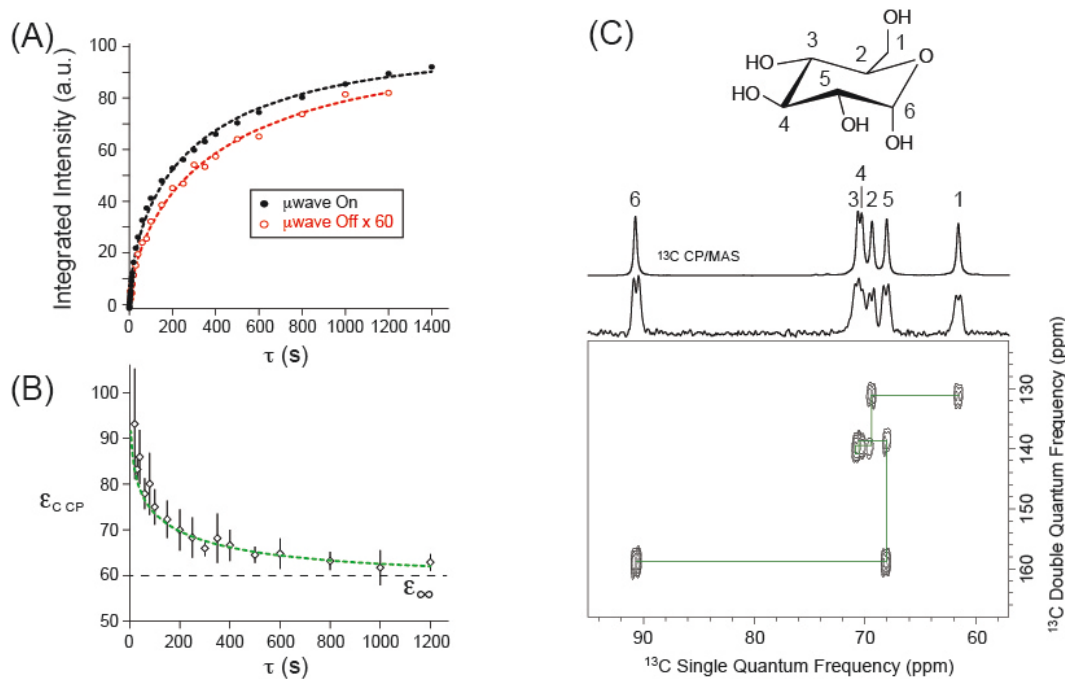 (A)
Integrated Intensity (a.u.)
100
80
60
40
20
0
μwave On
μwave Off x 60
0 200 400 600 800 1000 1200 1400
τ (s)
(B)
ε C CP
100
90
80
70
60
50
ε∞
0 200 400 600 800 1000 1200
τ (s)
(C)
OH
1
3
2
O
HO
5
HO
6
4
OH
OH
4
6 3 2 5 1
13C CP/MAS
130
140
150
160
13C Double Quantum Frequency (ppm)
90 80 70 60
13C Single Quantum Frequency (ppm)